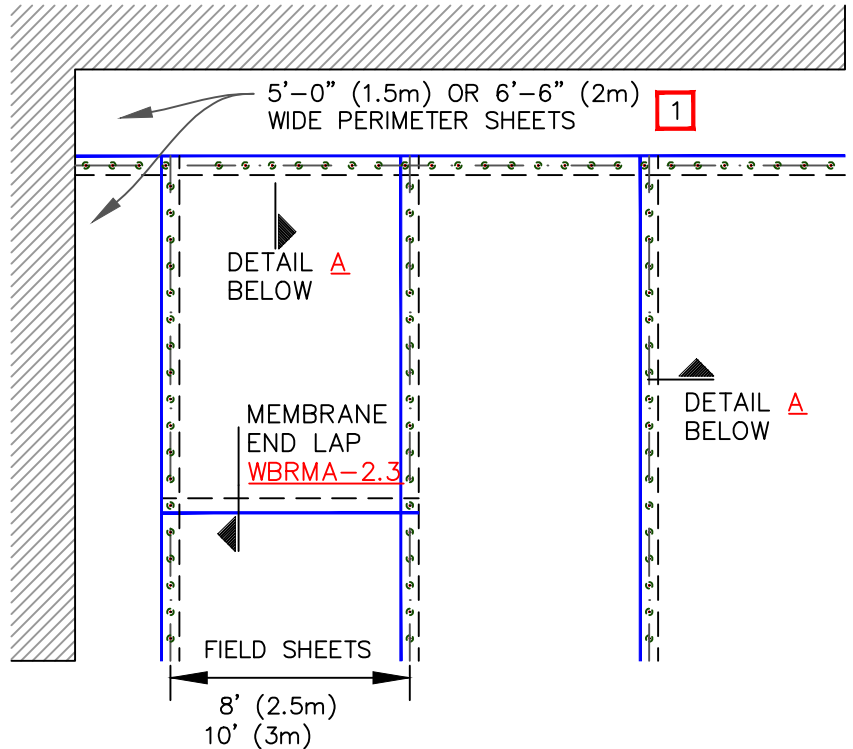 5'-0" (1.5m) OR 6'-6" (2m)
WIDE PERIMETER SHEETS
1
DETAIL A
BELOW
MEMBRANE
END LAP
WBRMA-2.3
DETAIL A
BELOW
FIELD SHEETS
8' (2.5m)
10' (3m)